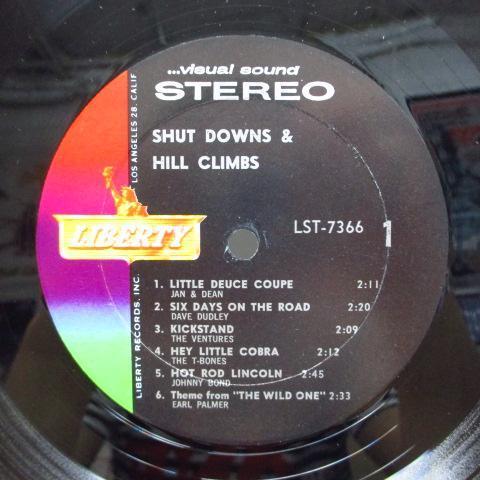 ...visual sound
STEREO
SHUT DOWNS &
HILL CLIMBS
LST-7366 1
LIBERTY
LIBERTY RECORDS, INC.
LOS ANGELES 28, CALIF
1. LITTLE DEUCE COUPE 2:11
JAN & DEAN
2. SIX DAYS ON THE ROAD 2:20
DAVE DUDLEY
3. KICKSTAND 2:09
THE VENTURES
4. HEY LITTLE COBRA 2:12
THE T-BONES
5. HOT ROD LINCOLN 2:45
JOHNNY BOND
6. Theme from "THE WILD ONE" 2:33
EARL PALMER